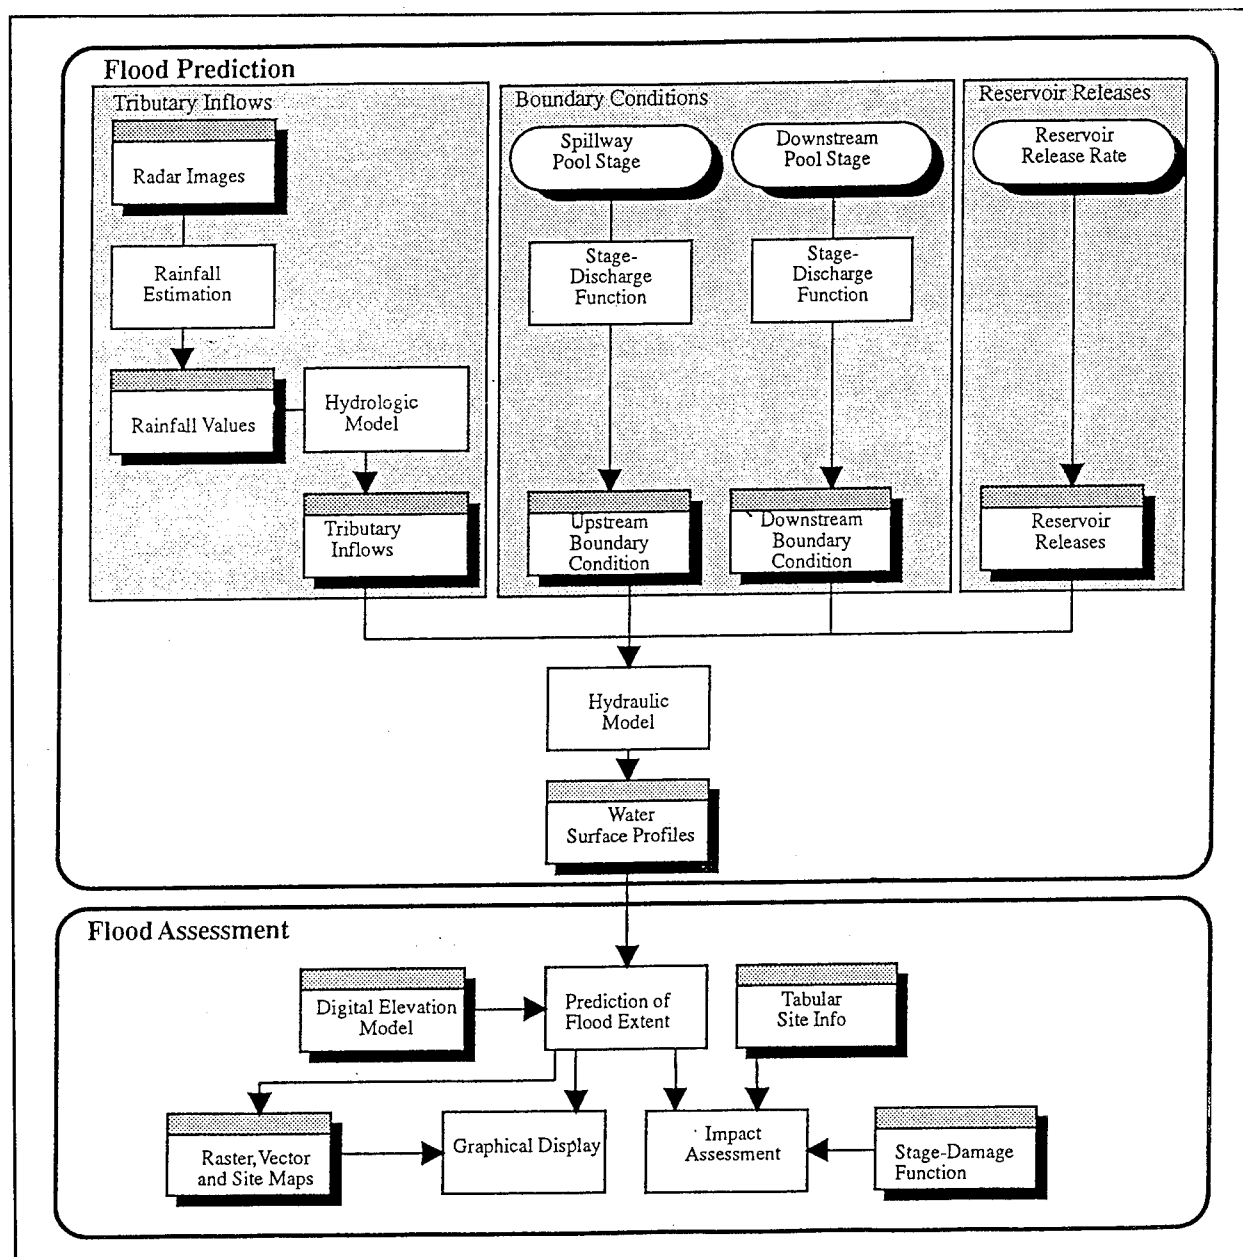 Flood Prediction
Tributary Inflows
Radar Images
Rainfall
Estimation
Rainfall Values
Hydrologic
Model
Tributary
Inflows
Boundary Conditions
Spillway
Pool Stage
Stage-
Discharge
Function
Upstream
Boundary
Condition
Downstream
Pool Stage
Stage-
Discharge
Function
Downstream
Boundary
Condition
Reservoir Releases
Reservoir
Release Rate
Reservoir
Releases
Hydraulic
Model
Water
Surface Profiles
Flood Assessment
Digital Elevation
Model
Prediction of
Flood Extent
Tabular
Site Info
Raster, Vector
and Site Maps
Graphical Display
Impact
Assessment
Stage-Damage
Function